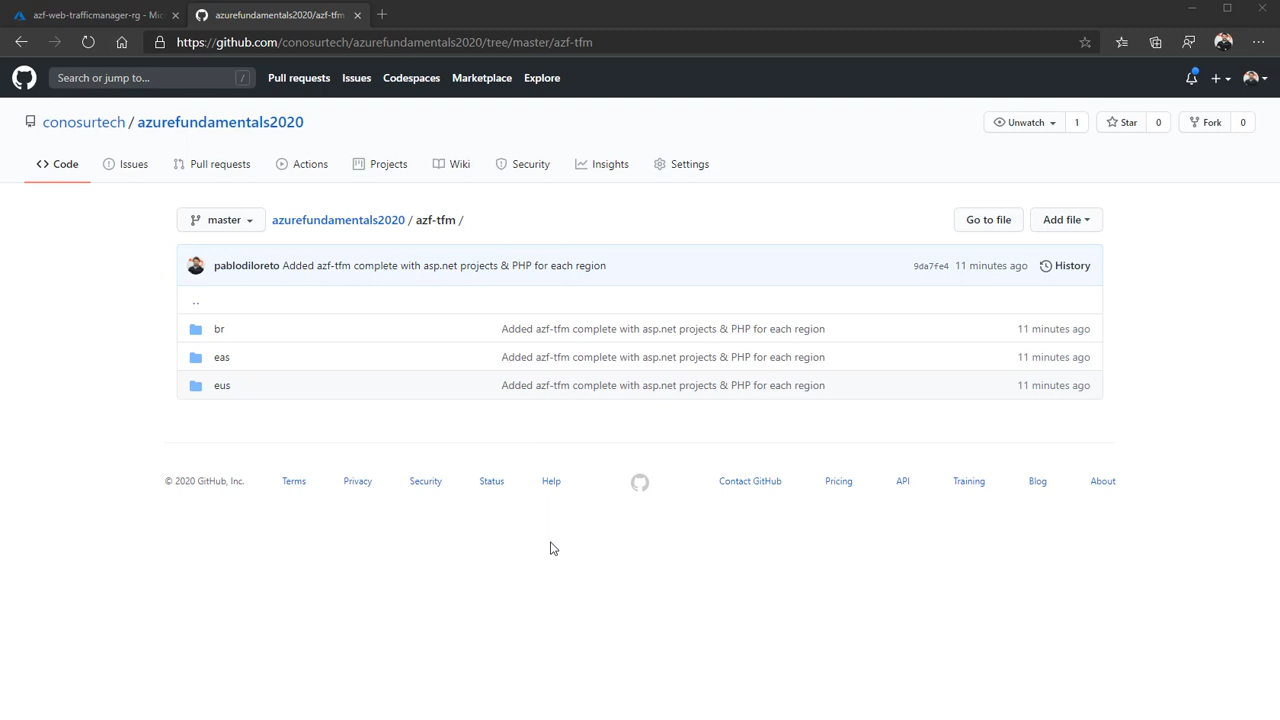 azf-web-trafficmanager-rg - Mic
azurefundamentals2020/azf-tfm
https://github.com/conosurtech/azurefundamentals2020/tree/master/azf-tfm
Search or jump to... /
Pull requests Issues Codespaces Marketplace Explore
conosurtech / azurefundamentals2020
Unwatch 1 Star 0 Fork 0
Code Issues Pull requests Actions Projects Wiki Security Insights Settings
master azurefundamentals2020 / azf-tfm / Go to file Add file
pablodiloreto Added azf-tfm complete with asp.net projects & PHP for each region 9da7fe4 11 minutes ago History
..
br Added azf-tfm complete with asp.net projects & PHP for each region 11 minutes ago
eas Added azf-tfm complete with asp.net projects & PHP for each region 11 minutes ago
eus Added azf-tfm complete with asp.net projects & PHP for each region 11 minutes ago
© 2020 GitHub, Inc. Terms Privacy Security Status Help Contact GitHub Pricing API Training Blog About